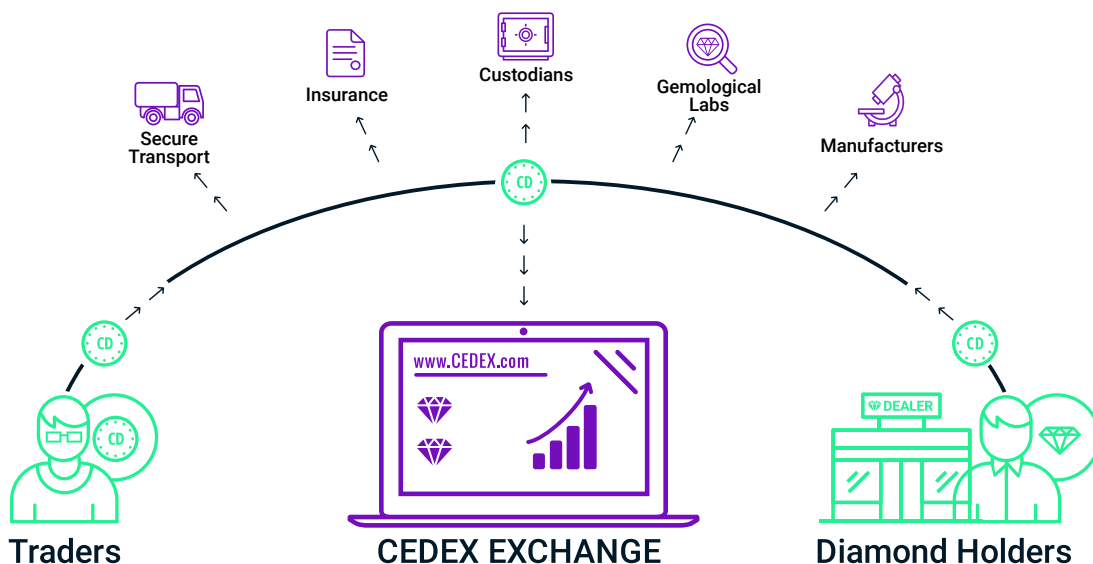 Custodians
Insurance
Gemological
Labs
Secure
Transport
Manufacturers
CD
CD
CD
www.CEDEX.com
DEALER
CD
Traders
CEDEX EXCHANGE
Diamond Holders